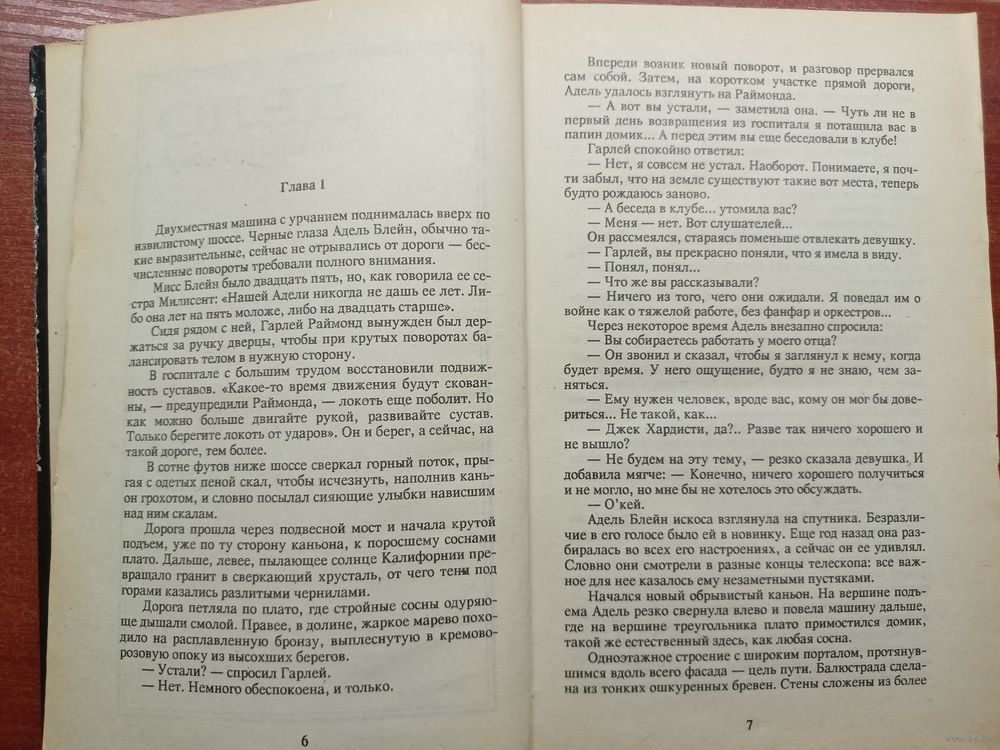 Глава 1
Двухместная машина с урчанием поднималась вверх по
извилистому шоссе. Черные глаза Адель Блейн, обычно та-
кие выразительные, сейчас не отрывались от дороги — бес-
численные повороты требовали полного внимания.
Мисс Блейн было двадцать пять, но, как говорила ее се-
стра Милисент: «Нашей Адели никогда не дашь ее лет. Ли-
бо она лет на пять моложе, либо на двадцать старше».
Сидя рядом с ней, Гарлей Раймонд вынужден был дер-
жаться за ручку дверцы, чтобы при крутых поворотах ба-
лансировать телом в нужную сторону.
В госпитале с большим трудом восстановили подвиж-
ность суставов. «Какое-то время движения будут скован-
ны, — предупредили Раймонда, — локоть еще поболит. Но
как можно больше двигайте рукой, развивайте сустав.
Только берегите локоть от ударов». Он и берег, а сейчас, на
такой дороге, тем более.
В сотне футов ниже шоссе сверкал горный поток, пры-
гая с одетых пеной скал, чтобы исчезнуть, наполнив кань-
он грохотом, и словно посылал сияющие улыбки нависшим
над ним скалам.
Дорога прошла через подвесной мост и начала крутой
подъем, уже по ту сторону каньона, к поросшему соснами
плато. Дальше, левее, пылающее солнце Калифорнии пре-
вращало гранит в сверкающий хрусталь, от чего тени под
горами казались разлитыми чернилами.
Дорога петляла по плато, где стройные сосны одуряю-
ще дышали смолой. Правее, в долине, жаркое марево похо-
дило на расплавленную бронзу, выплеснутую в кремово-
розовую опоку из высохших берегов.
— Устали? — спросил Гарлей.
— Нет. Немного обеспокоена, и только.
6
Впереди возник новый поворот, и разговор прервался
сам собой. Затем, на коротком участке прямой дороги,
Адель удалось взглянуть на Раймонда.
— А вот вы устали, — заметила она. — Чуть ли не в
первый день возвращения из госпиталя я потащила вас в
папин домик... А перед этим вы еще беседовали в клубе!
Гарлей спокойно ответил:
— Нет, я совсем не устал. Наоборот. Понимаете, я поч-
ти забыл, что на земле существуют такие вот места, теперь
будто рождаюсь заново.
— А беседа в клубе... утомила вас?
— Меня — нет. Вот слушателей...
Он рассмеялся, стараясь поменьше отвлекать девушку.
— Гарлей, вы прекрасно поняли, что я имела в виду.
— Понял, понял...
— Что же вы рассказывали?
— Ничего из того, чего они ожидали. Я поведал им о
войне как о тяжелой работе, без фанфар и оркестров...
Через некоторое время Адель внезапно спросила:
— Вы собираетесь работать у моего отца?
— Он звонил и сказал, чтобы я заглянул к нему, когда
будет время. У него ощущение, будто я не знаю, чем за-
няться.
— Ему нужен человек, вроде вас, кому он мог бы дове-
риться... Не такой, как...
— Джек Хардисти, да?.. Разве так ничего хорошего и
не вышло?
— Не будем на эту тему, — резко сказала девушка. И
добавила мягче: — Конечно, ничего хорошего получиться
и не могло, но мне бы не хотелось это обсуждать.
— О'кей.
Адель Блейн искоса взглянула на спутника. Безразли-
чие в его голосе было ей в новинку. Еще год назад она раз-
биралась во всех его настроениях, а сейчас он ее удивлял.
Словно они смотрели в разные концы телескопа: все важ-
ное для нее казалось ему незаметными пустяками.
Начался новый обрывистый каньон. На вершине подъ-
ема Адель резко свернула влево и повела машину дальше,
где на вершине треугольника плато примостился домик,
такой же естественный здесь, как любая сосна.
Одноэтажное строение с широким порталом, протянув-
шимся вдоль всего фасада — цель пути. Балюстрада сдела-
на из тонких ошкуренных бревен. Стены сложены из более
7